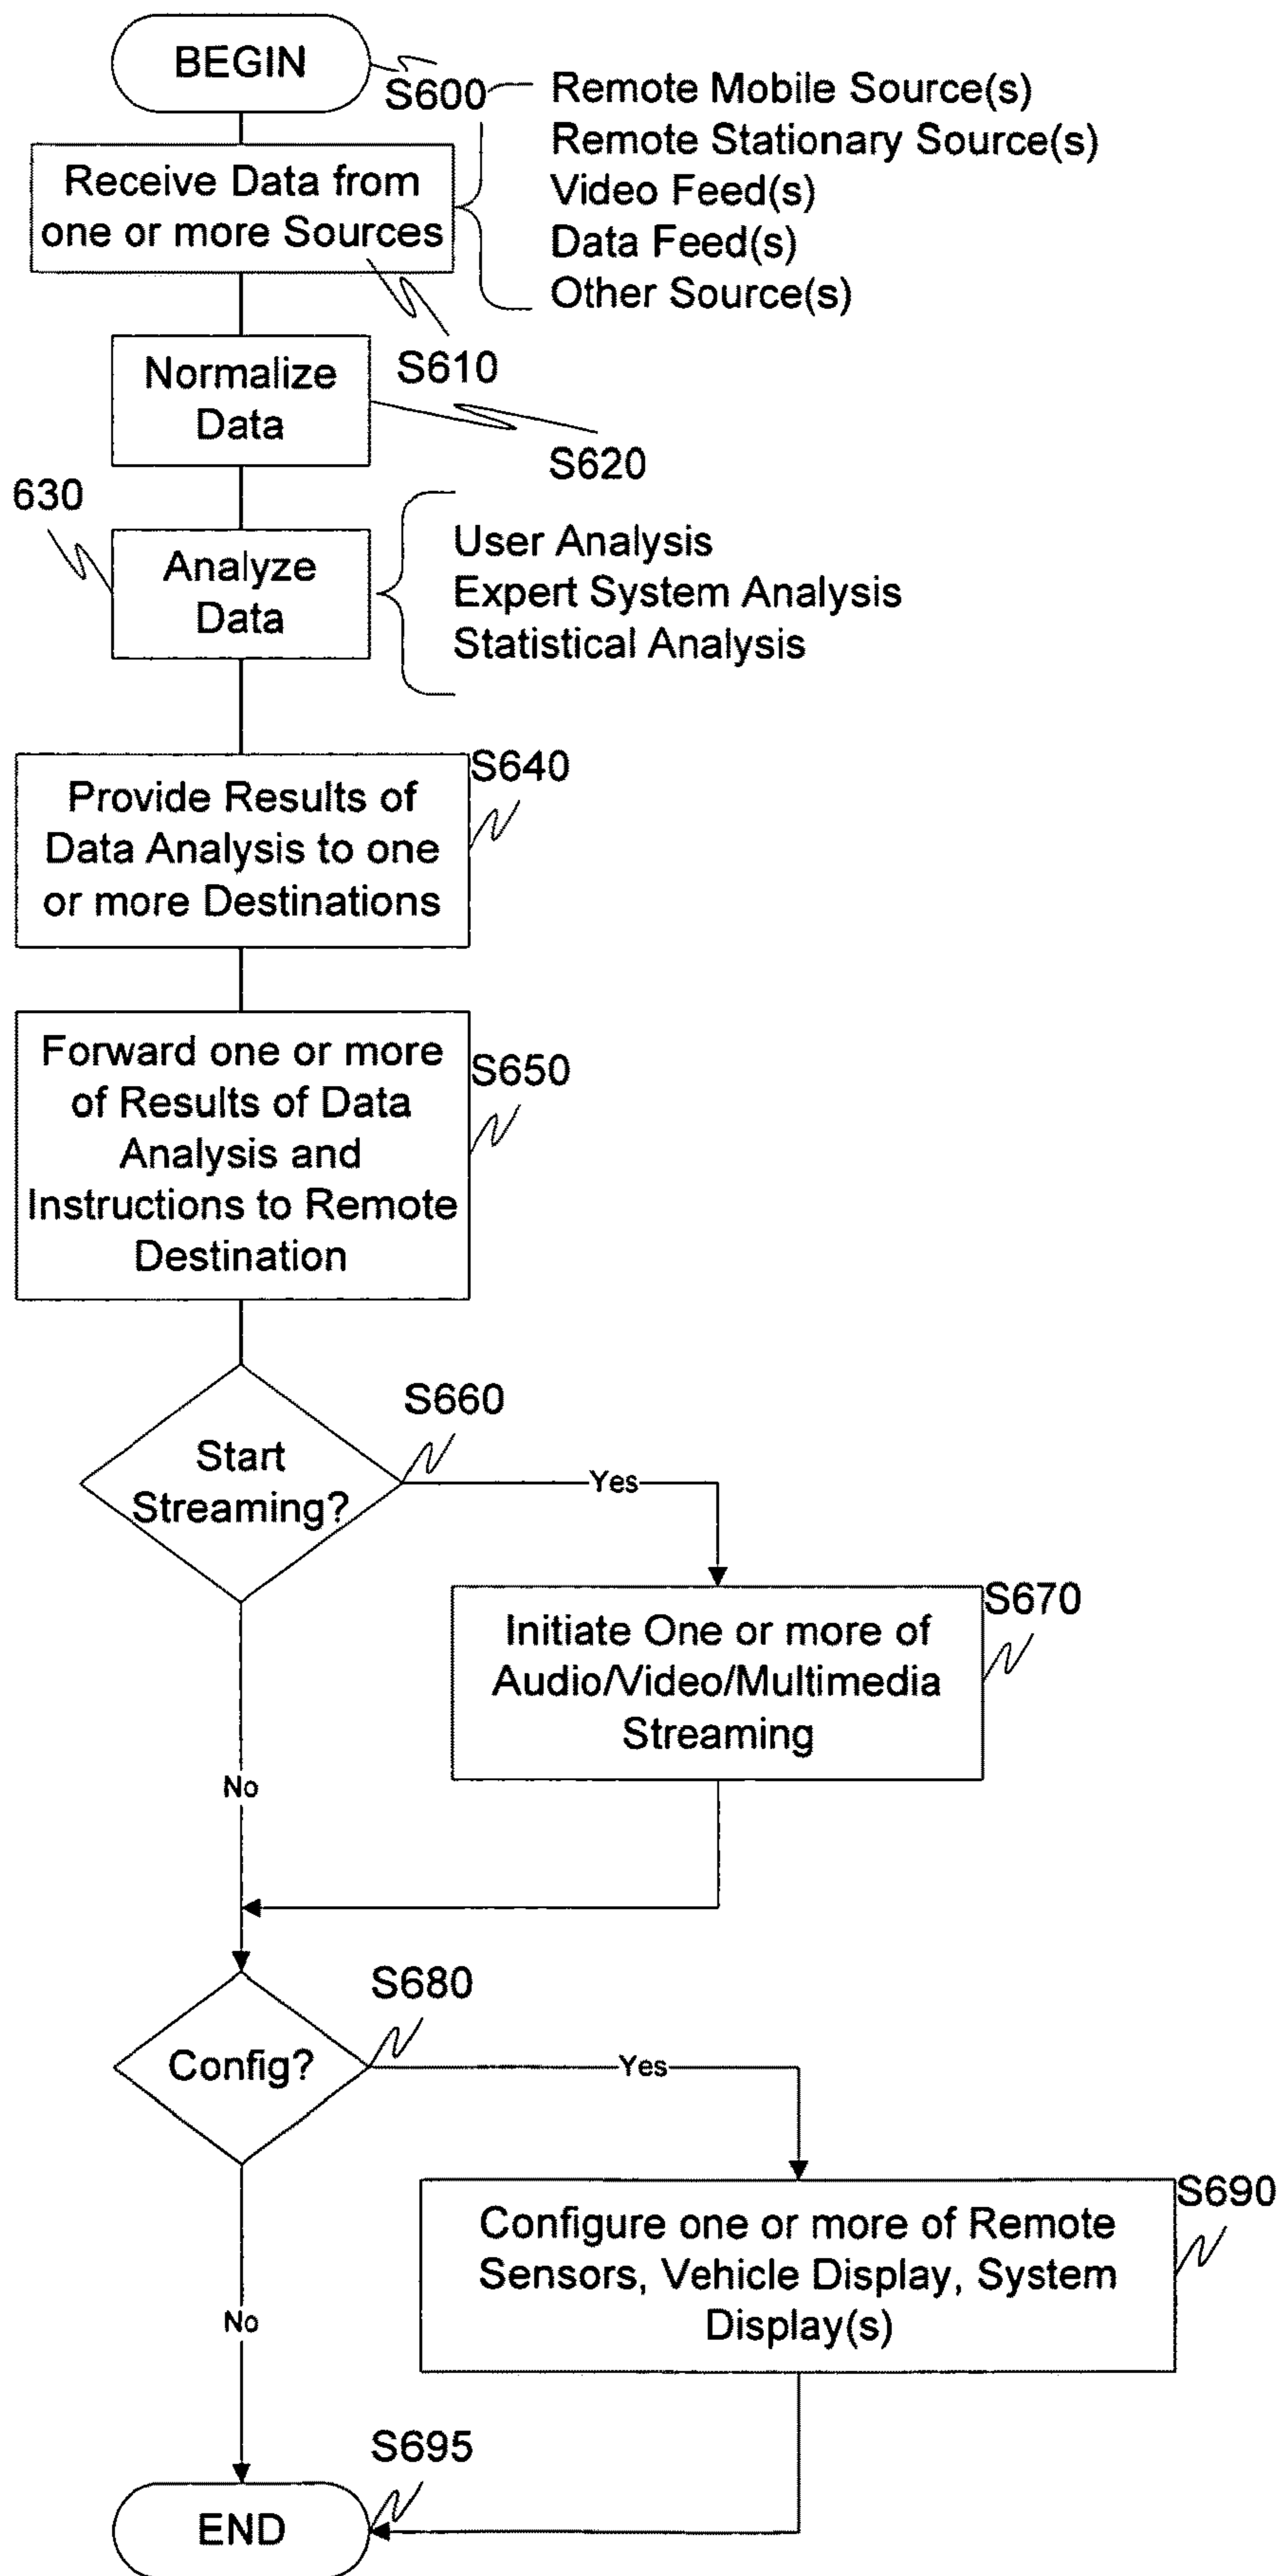 BEGIN
S600
Remote Mobile Source(s)
Remote Stationary Source(s)
Video Feed(s)
Data Feed(s)
Other Source(s)
Receive Data from
one or more Sources
S610
Normalize
Data
S620
630
Analyze
Data
User Analysis
Expert System Analysis
Statistical Analysis
S640
Provide Results of
Data Analysis to one
or more Destinations
S650
Forward one or more
of Results of Data
Analysis and
Instructions to Remote
Destination
S660
Start
Streaming?
Yes
S670
Initiate One or more of
Audio/Video/Multimedia
Streaming
No
S680
Config?
Yes
S690
Configure one or more of Remote
Sensors, Vehicle Display, System
Display(s)
No
S695
END